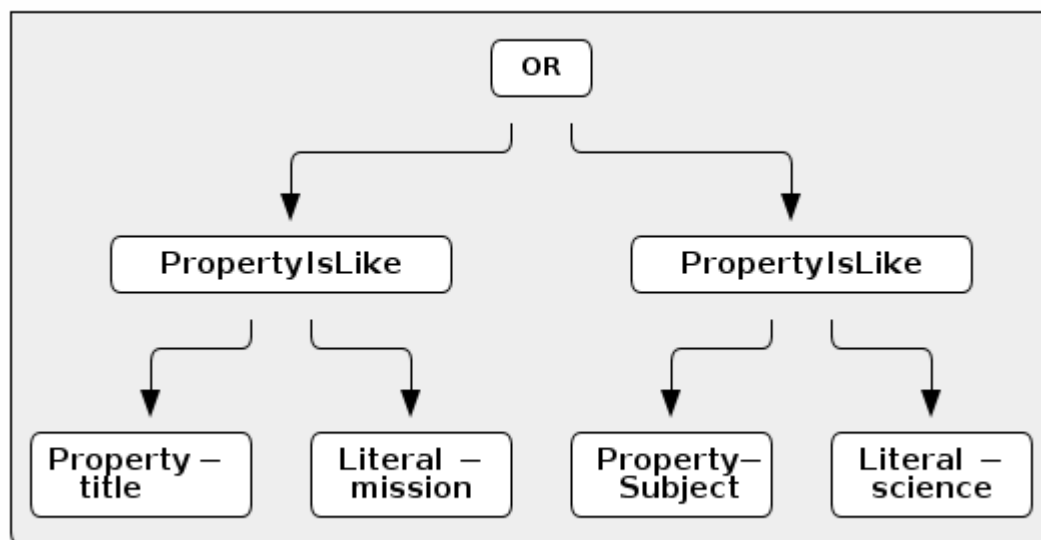 OR
PropertyIsLike
PropertyIsLike
Property –
title
Literal –
mission
Property–
Subject
Literal –
science